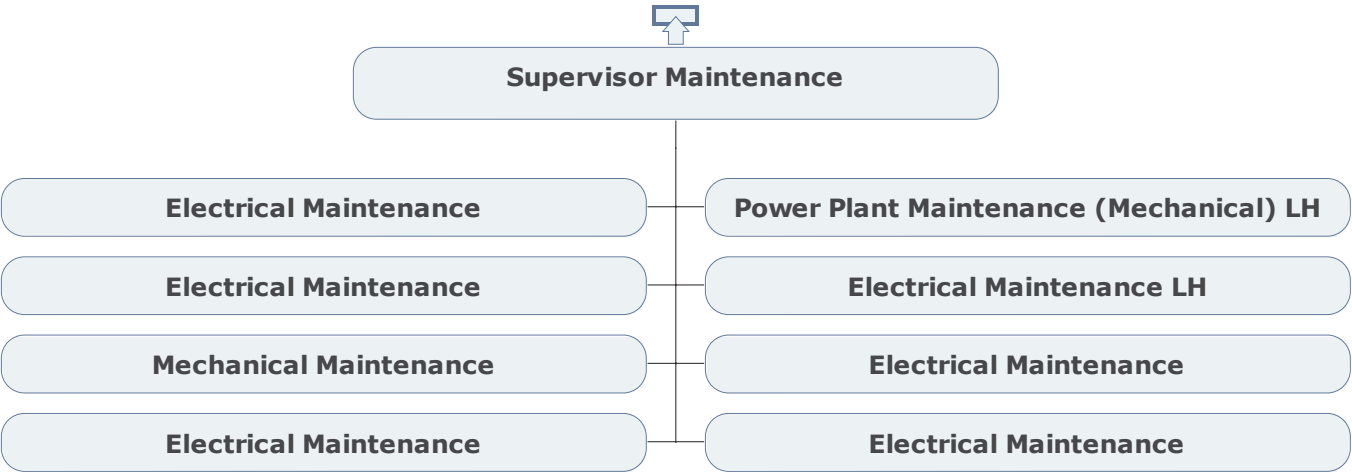 Supervisor Maintenance
Electrical Maintenance
Power Plant Maintenance (Mechanical) LH
Electrical Maintenance
Electrical Maintenance LH
Mechanical Maintenance
Electrical Maintenance
Electrical Maintenance
Electrical Maintenance